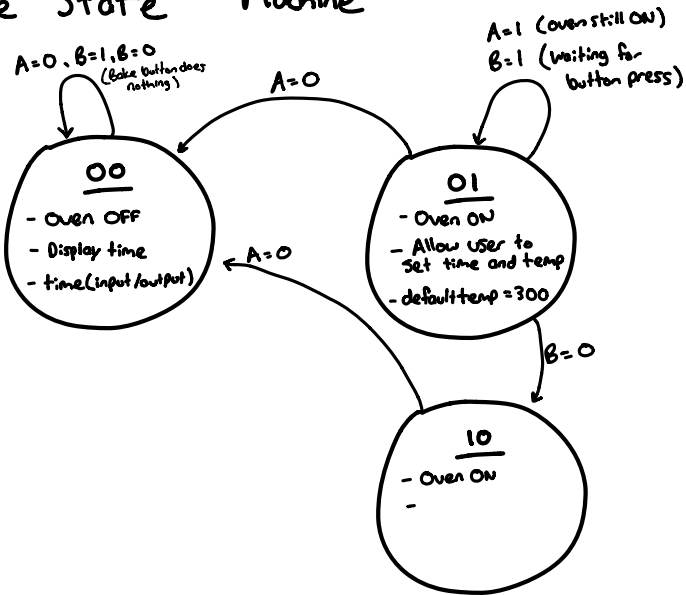 e State Machine
A=0, B=1, B=0
(Bake button does
nothing)
A=0
A=1 (oven still ON)
B=1 (waiting for
button press)
00
- Oven OFF
- Display time
- time(input/output)
01
- Oven ON
- Allow user to
set time and temp
- default temp = 300
A=0
B=0
10
- Oven ON
-